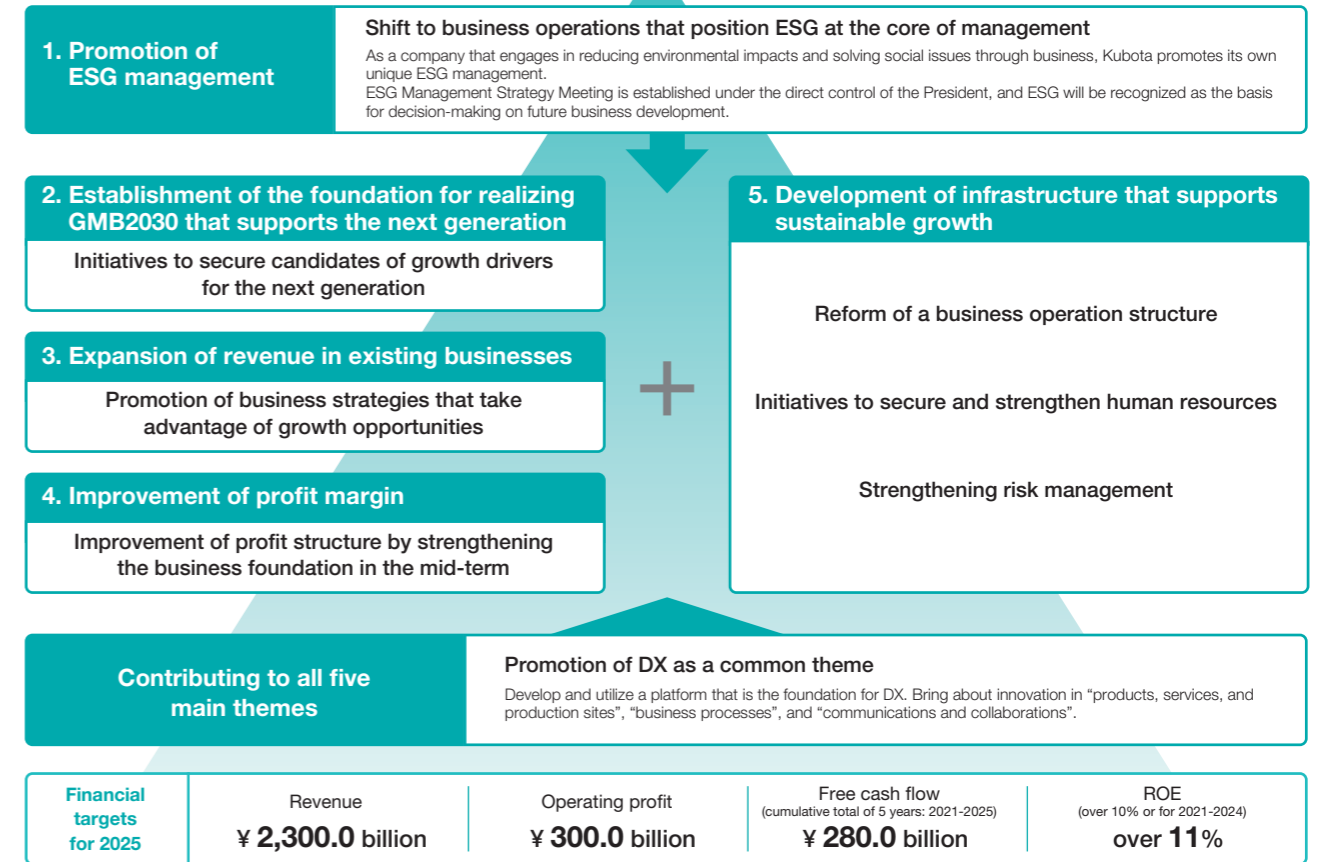 1. Promotion of
ESG management
Shift to business operations that position ESG at the core of management
As a company that engages in reducing environmental impacts and solving social issues through business, Kubota promotes its own
unique ESG management.
ESG Management Strategy Meeting is established under the direct control of the President, and ESG will be recognized as the basis
for decision-making on future business development.
2. Establishment of the foundation for realizing
GMB2030 that supports the next generation
Initiatives to secure candidates of growth drivers
for the next generation
3. Expansion of revenue in existing businesses
Promotion of business strategies that take
advantage of growth opportunities
4. Improvement of profit margin
Improvement of profit structure by strengthening
the business foundation in the mid-term
+
5. Development of infrastructure that supports
sustainable growth
Reform of a business operation structure
Initiatives to secure and strengthen human resources
Strengthening risk management
Contributing to all five
main themes
Promotion of DX as a common theme
Develop and utilize a platform that is the foundation for DX. Bring about innovation in “products, services, and
production sites”, “business processes”, and “communications and collaborations”.
Financial
targets
for 2025
Revenue
¥ 2,300.0 billion
Operating profit
¥ 300.0 billion
Free cash flow
(cumulative total of 5 years: 2021-2025)
¥ 280.0 billion
ROE
(over 10% or for 2021-2024)
over 11%